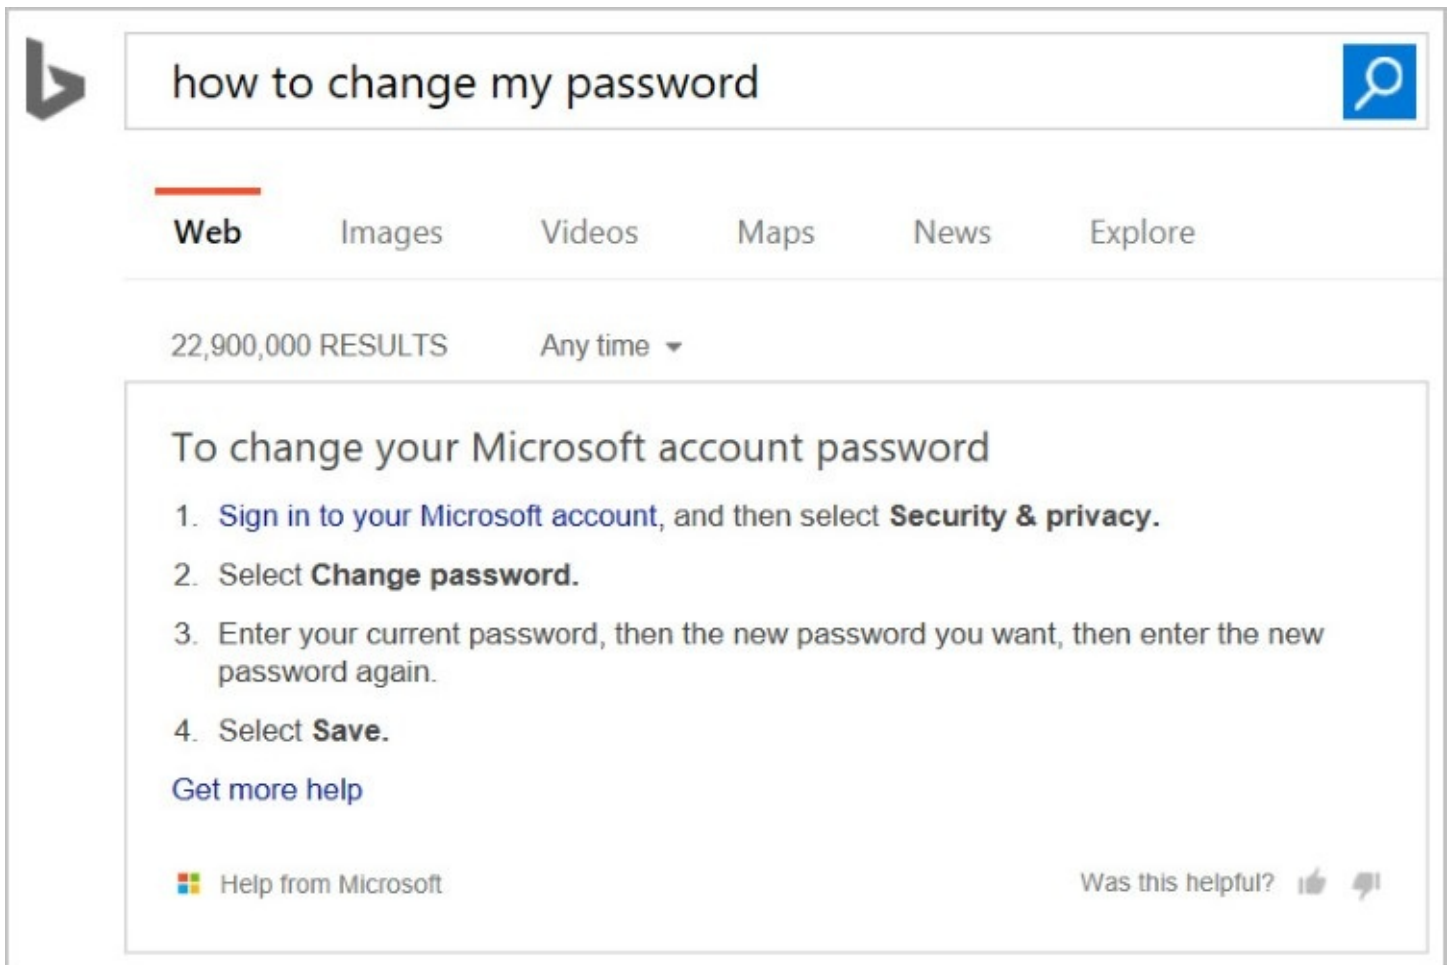 how to change my password
Web Images Videos Maps News Explore
22,900,000 RESULTS Any time
To change your Microsoft account password
1. Sign in to your Microsoft account, and then select Security & privacy.
2. Select Change password.
3. Enter your current password, then the new password you want, then enter the new
password again.
4. Select Save.
Get more help
Help from Microsoft Was this helpful?